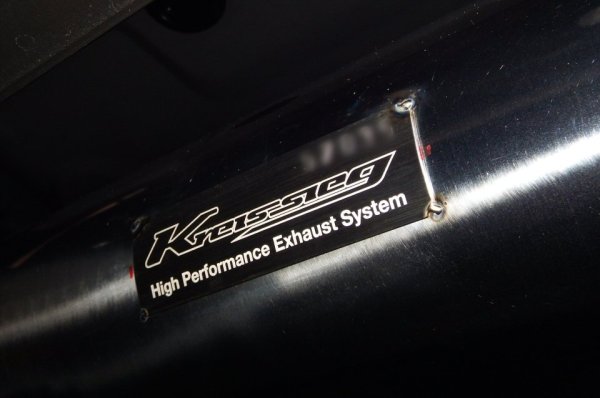 Kreissieg
High Performance Exhaust System